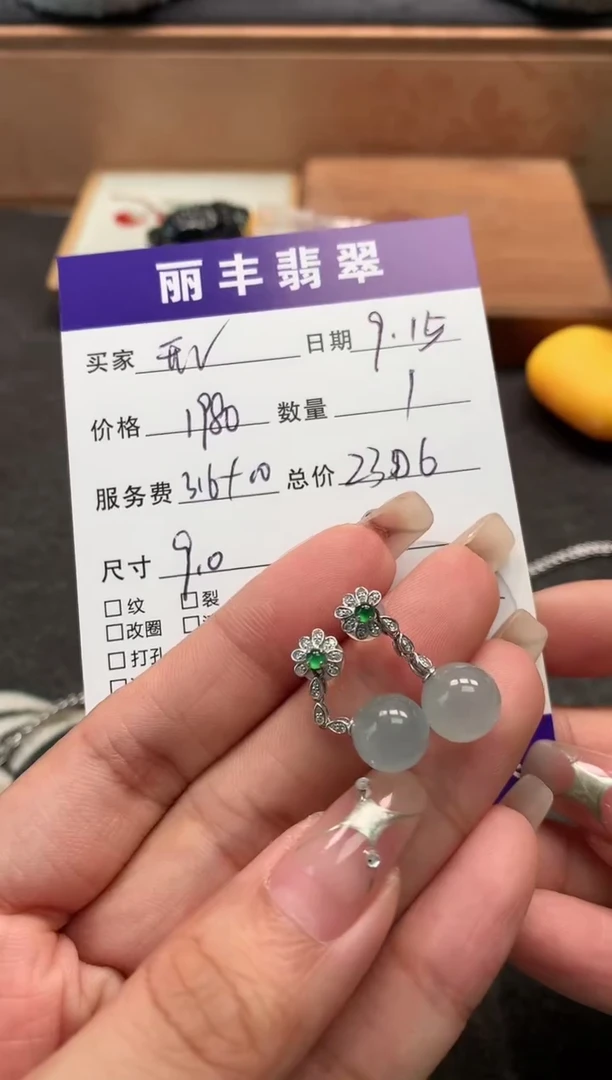 丽丰翡翠
买家 日期 9.15
价格 1980 数量 1
服务费 316+10 总价 2306
尺寸 9.0
□纹 □裂
□改圈 □
□打孔